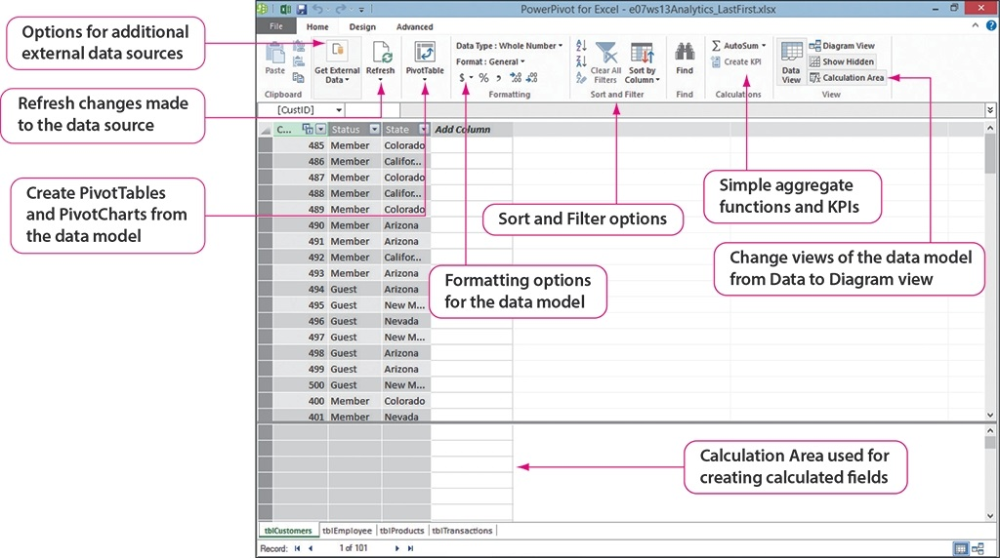 PowerPivot for Excel - e07ws13Analytics_LastFirst.xlsx
File Home Design Advanced
Options for additional
external data sources
Refresh changes made
to the data source
Create PivotTables
and PivotCharts from
the data model
Paste
Clipboard
Get External
Data
Refresh
PivotTable
Data Type : Whole Number
Format : General
$ % , .00 .00
Formatting
Clear All
Filters
Sort by
Column
Sort and Filter
Find
Find
AutoSum
Create KPI
Calculations
Data
View
Diagram View
Show Hidden
Calculation Area
View
[CustID]
C... Status State Add Column
485 Member Colorado
486 Member Califor...
487 Member Colorado
488 Member Califor...
489 Member Colorado
490 Member Arizona
491 Member Arizona
492 Member Califor...
493 Member Arizona
494 Guest Arizona
495 Guest New M...
496 Guest Nevada
497 Guest New M...
498 Guest Arizona
499 Guest Arizona
500 Guest New M...
400 Member Colorado
401 Member Nevada
Sort and Filter options
Simple aggregate
functions and KPIs
Change views of the data model
from Data to Diagram view
Formatting options
for the data model
Calculation Area used for
creating calculated fields
tblCustomers tblEmployee tblProducts tblTransactions
Record: 1 of 101